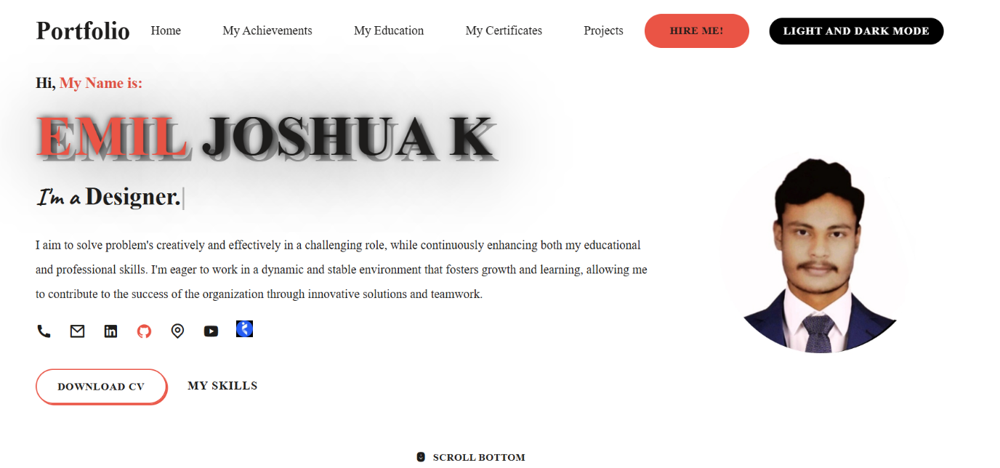 Portfolio Home My Achievements My Education My Certificates Projects HIRE ME! LIGHT AND DARK MODE
Hi, My Name is:
EMIL JOSHUA K
I'm a Designer.
I aim to solve problem's creatively and effectively in a challenging role, while continuously enhancing both my educational
and professional skills. I'm eager to work in a dynamic and stable environment that fosters growth and learning, allowing me
to contribute to the success of the organization through innovative solutions and teamwork.
DOWNLOAD CV MY SKILLS
SCROLL BOTTOM